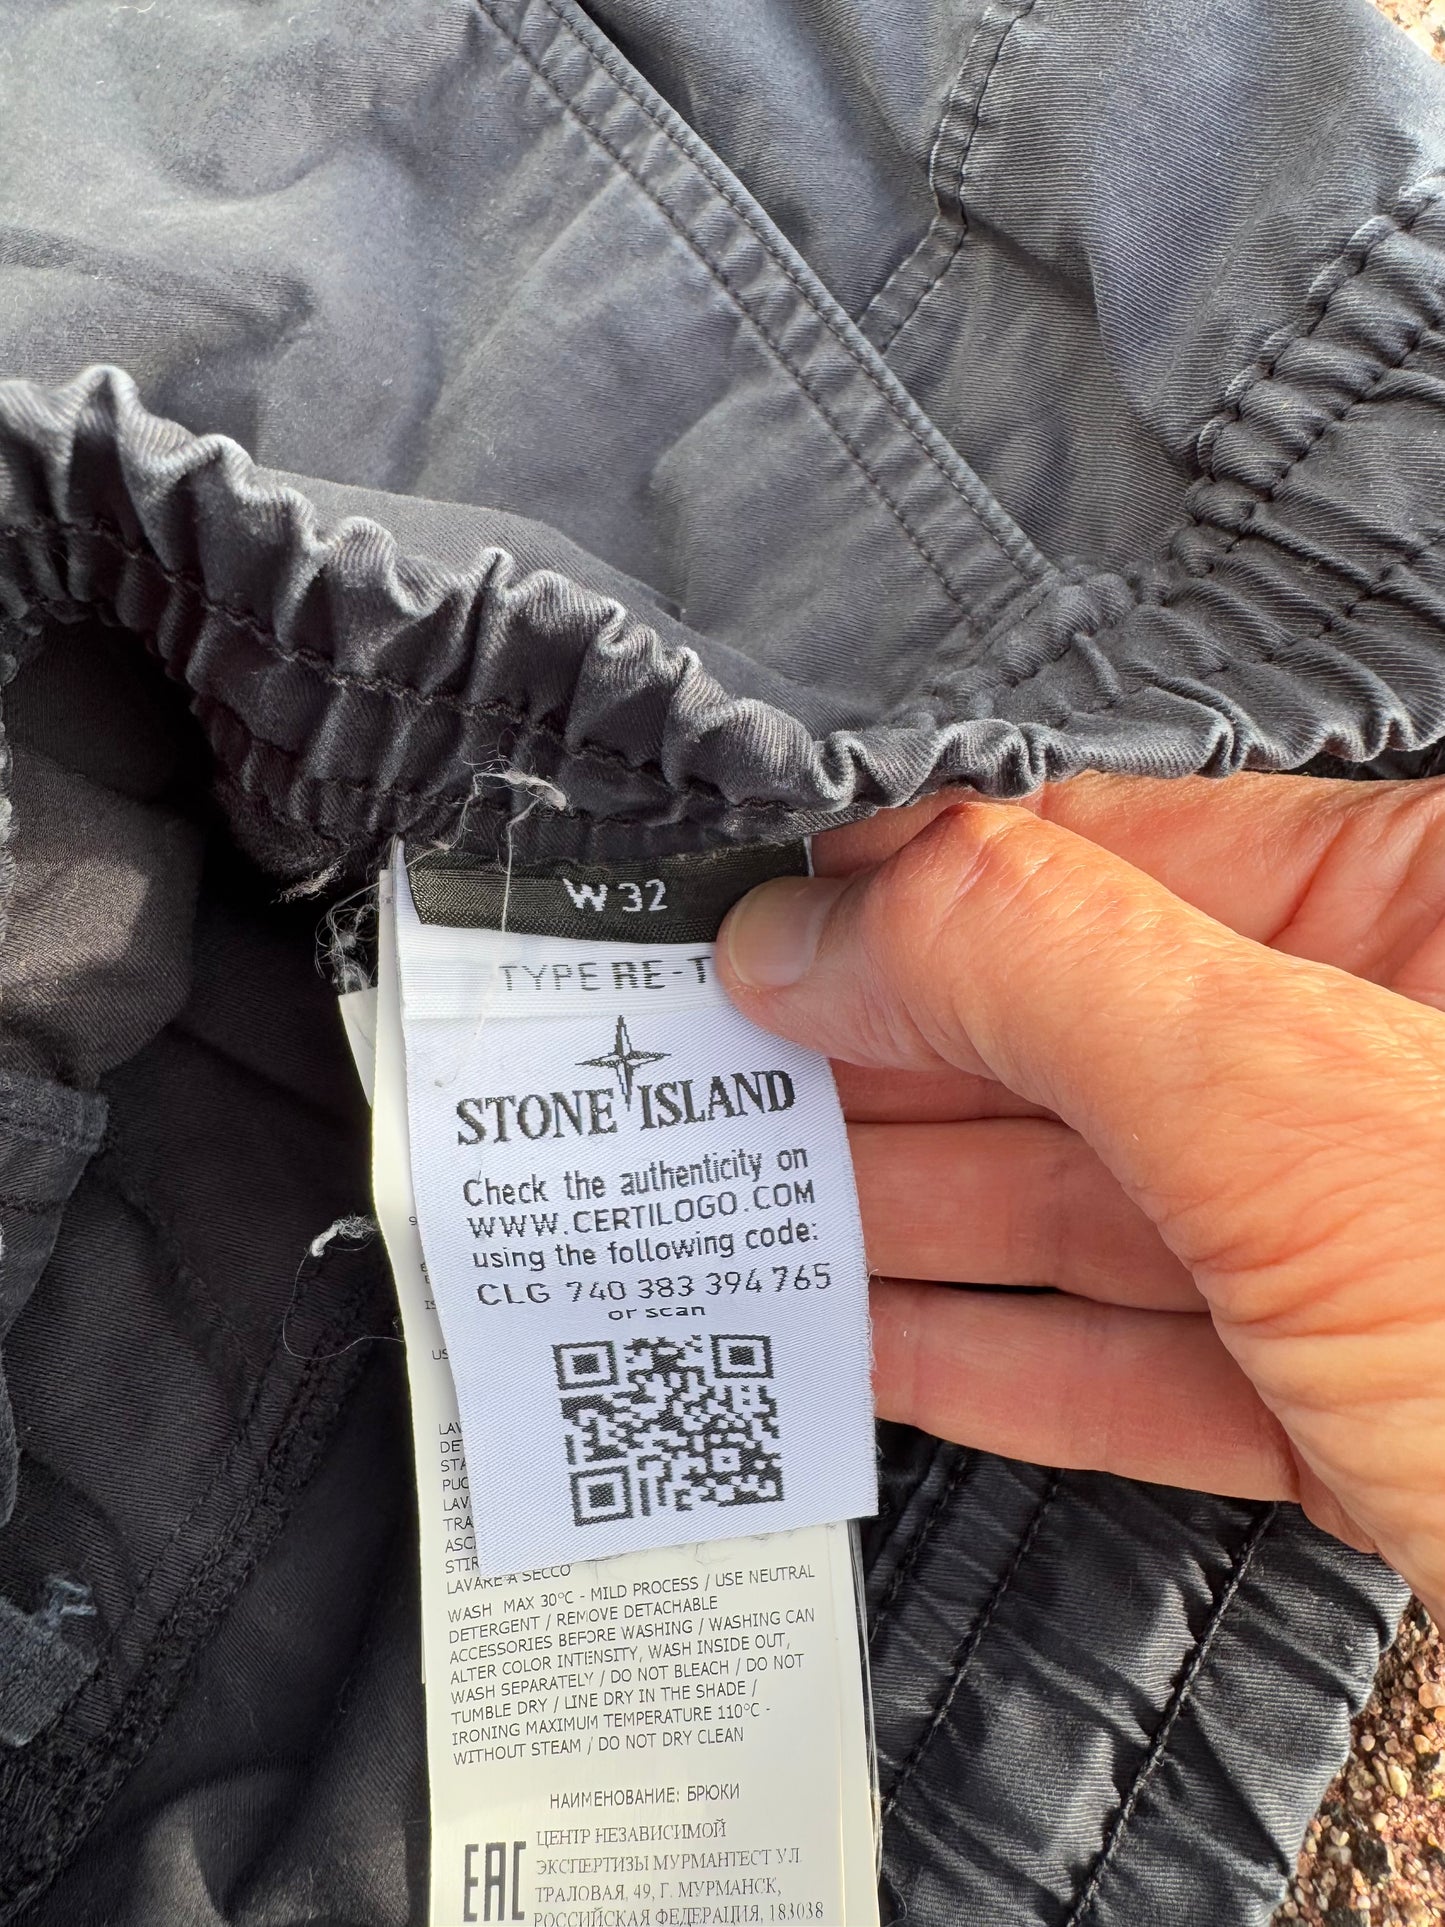 W 32
TYPE RE-T
STONE ISLAND
Check the authenticity on
WWW.CERTILOGO.COM
using the following code:
CLG 740 383 394 765
or scan
LAVARE A SECCO
WASH MAX 30°C - MILD PROCESS / USE NEUTRAL
DETERGENT / REMOVE DETACHABLE
ACCESSORIES BEFORE WASHING / WASHING CAN
ALTER COLOR INTENSITY, WASH INSIDE OUT,
WASH SEPARATELY / DO NOT BLEACH / DO NOT
TUMBLE DRY / LINE DRY IN THE SHADE /
IRONING MAXIMUM TEMPERATURE 110°C -
WITHOUT STEAM / DO NOT DRY CLEAN
НАИМЕНОВАНИЕ: БРЮКИ
EAC
ЦЕНТР НЕЗАВИСИМОЙ
ЭКСПЕРТИЗЫ МУРМАНТЕСТ УЛ.
ТРАЛОВАЯ, 49, Г. МУРМАНСК,
РОССИЙСКАЯ ФЕДЕРАЦИЯ, 183038